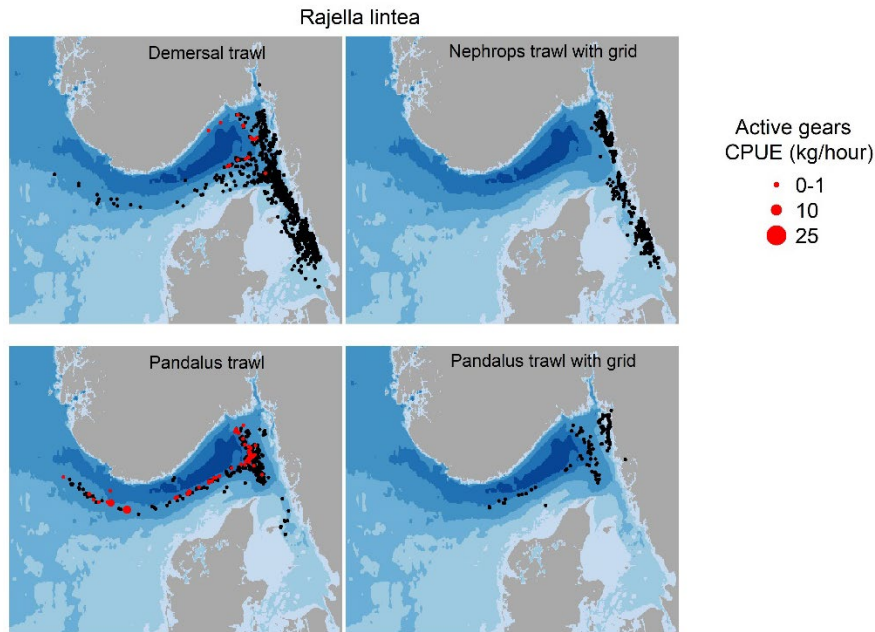 Rajella lintea
Demersal trawl
Nephrops trawl with grid
Active gears
CPUE (kg/hour)
0-1
10
25
Pandalus trawl
Pandalus trawl with grid